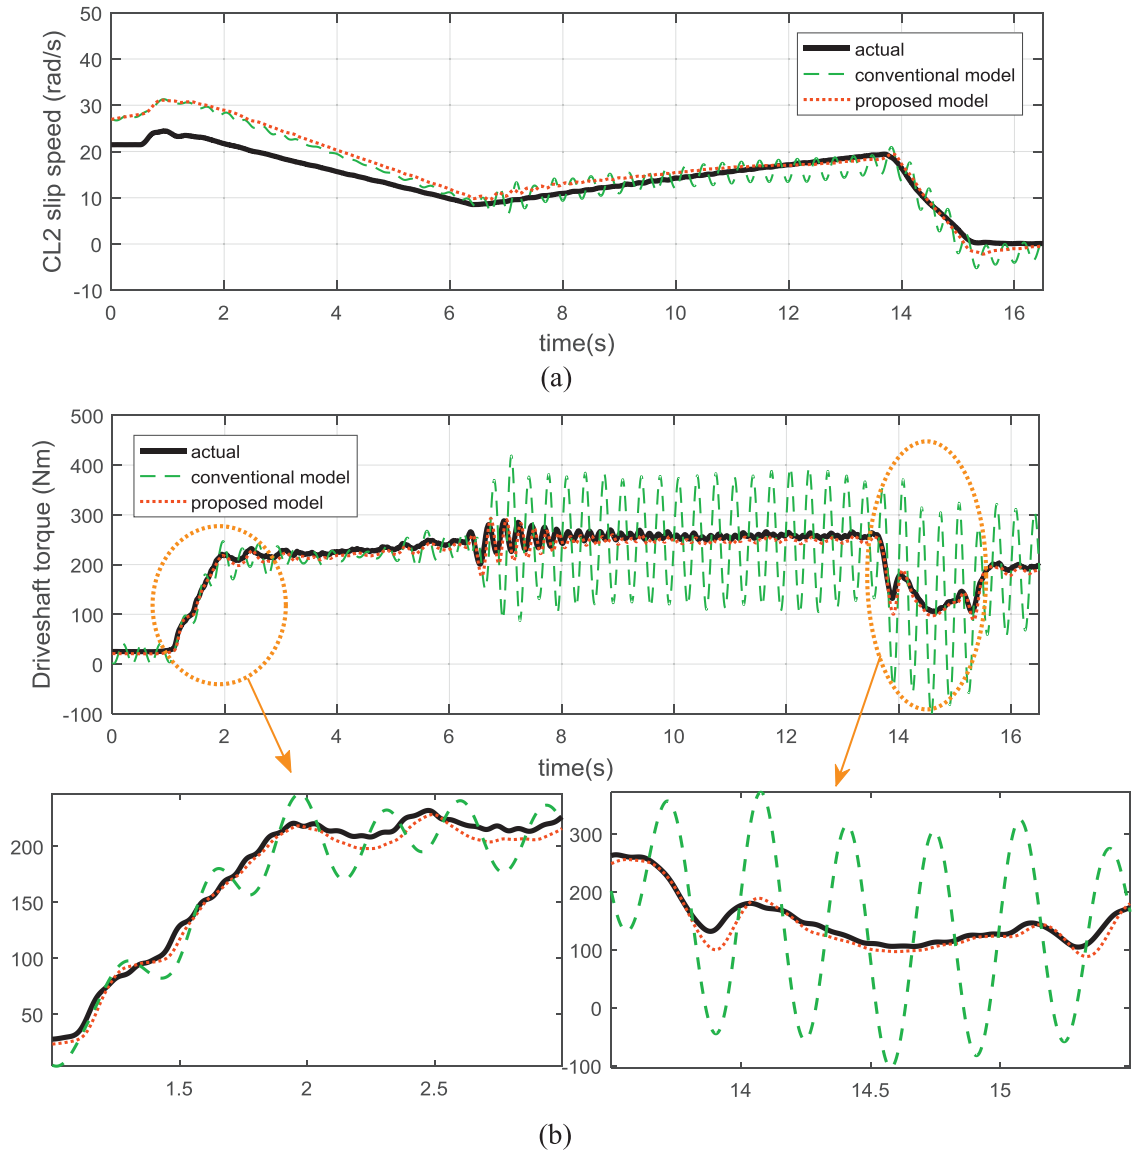 CL2 slip speed (rad/s)
50
40
30
20
10
0
-10
actual
conventional model
proposed model
0 2 4 6 8 10 12 14 16
time(s)
(a)
Driveshaft torque (Nm)
500
400
300
200
100
0
-100
actual
conventional model
proposed model
0 2 4 6 8 10 12 14 16
time(s)
200
150
100
50
1.5 2 2.5
300
200
100
0
-100
14 14.5 15
(b)